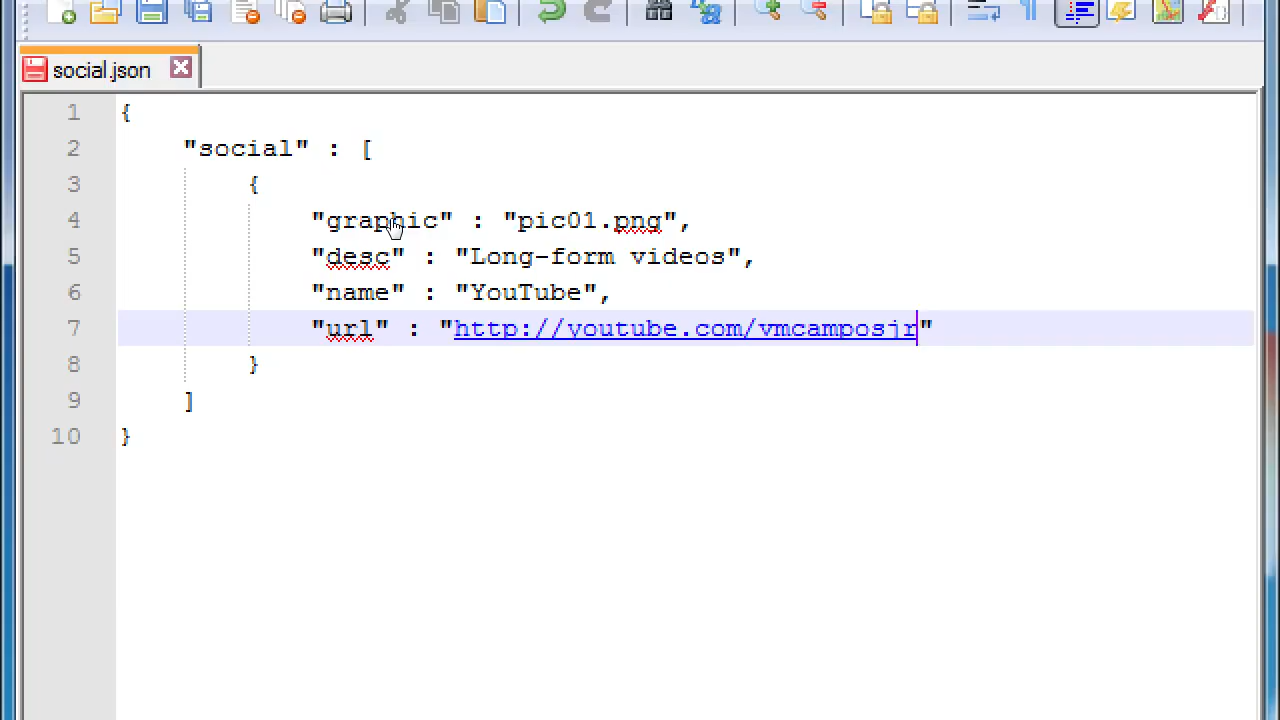 social.json
1 {
2 "social" : [
3 {
4 "graphic" : "pic01.png",
5 "desc" : "Long-form videos",
6 "name" : "YouTube",
7 "url" : "http://youtube.com/vmcamposjr"
8 }
9 ]
10 }